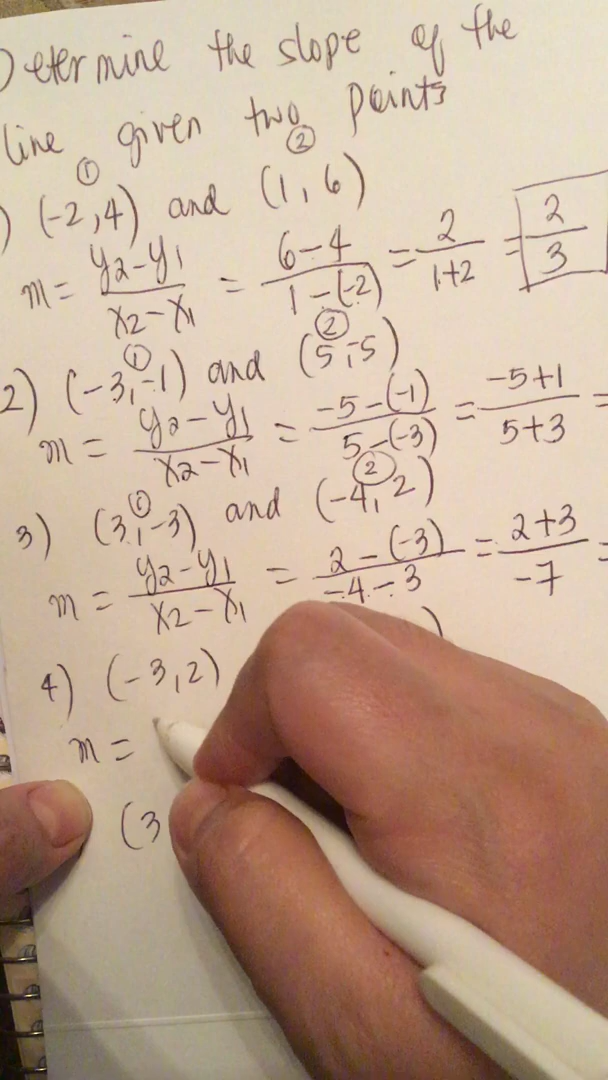 Determine the slope of the
line given two points
① ②
) (-2,4) and (1,6)
m = y2-y1/x2-x1 = 6-4/1-(-2) = 2/1+2 = 2/3
① ②
2) (-3,-1) and (5,-5)
m = y2-y1/x2-x1 = -5-(-1)/5-(-3) = -5+1/5+3 =
① ②
3) (3,-3) and (-4,2)
m = y2-y1/x2-x1 = 2-(-3)/-4-3 = 2+3/-7 =
4) (-3,2) )
m =
(3